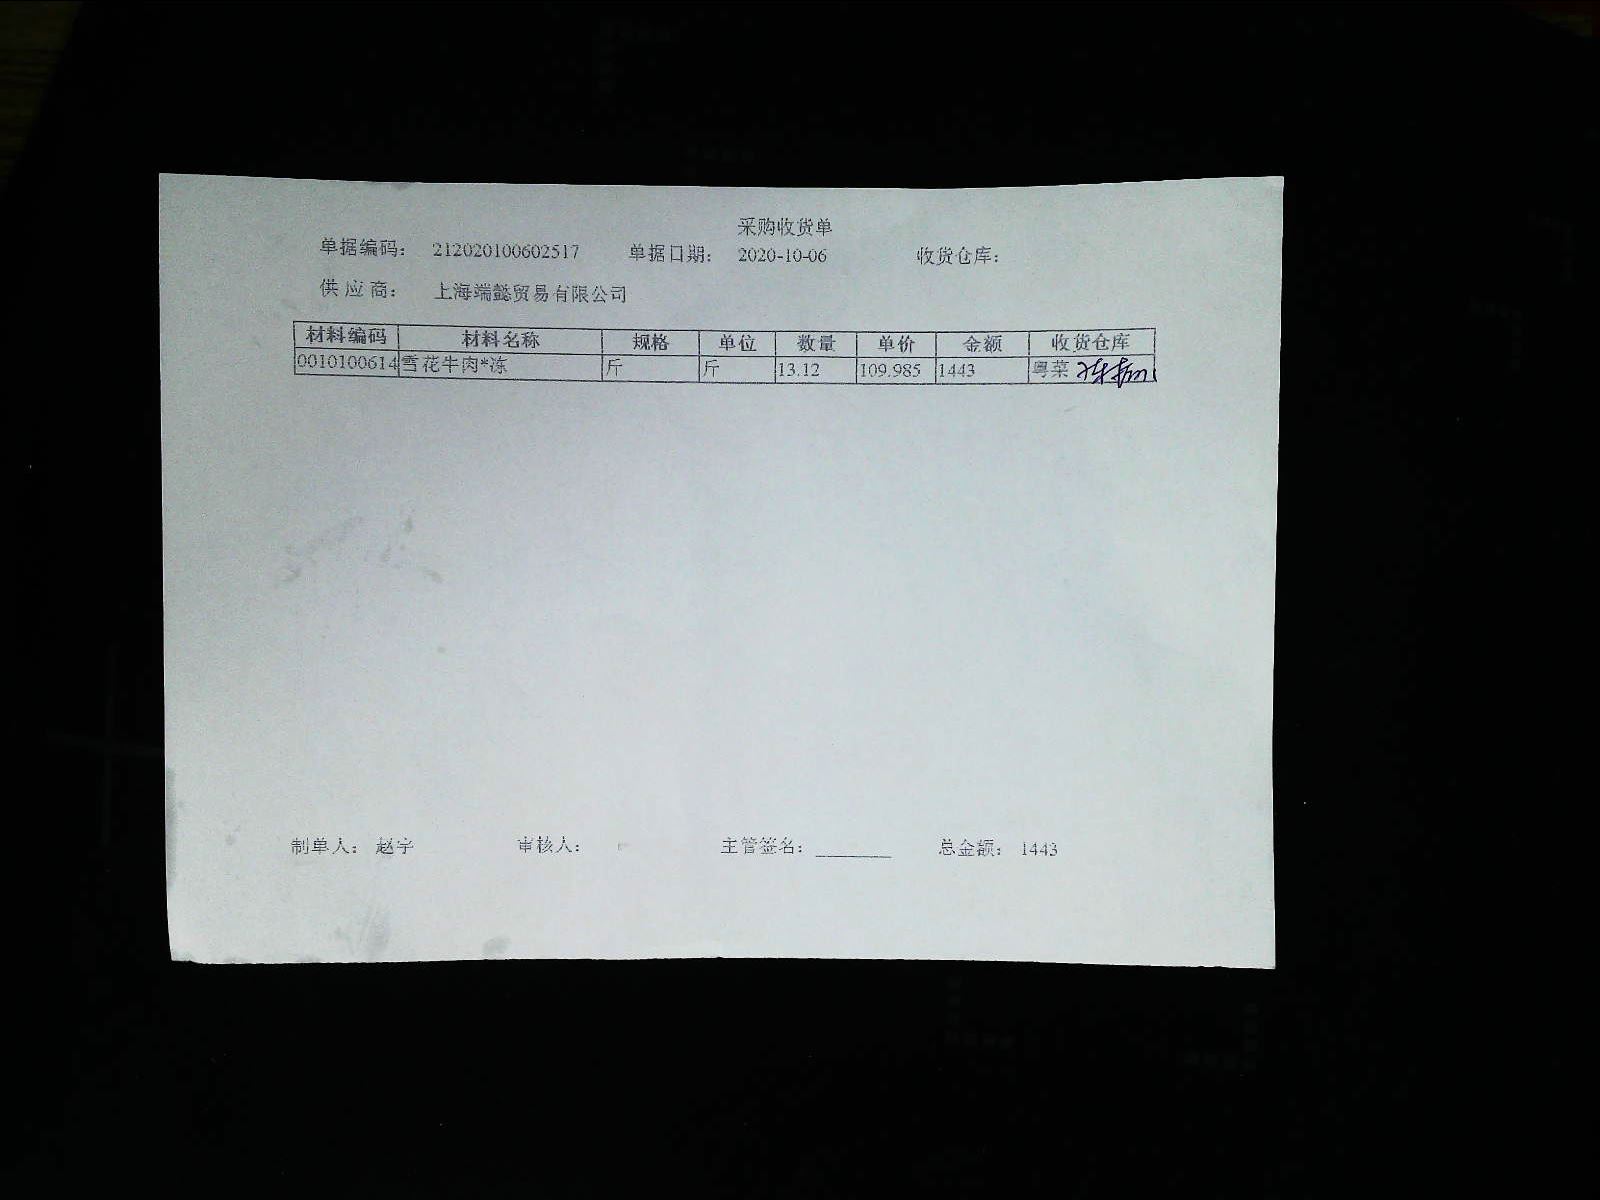 采购收货单
单据编码： 212020100602517 单据日期： 2020-10-06 收货仓库：
供 应 商： 上海端懿贸易有限公司
材料编码 材料名称 规格 单位 数量 单价 金额 收货仓库
0010100614 雪花牛肉*冻 斤 斤 13.12 109.985 1443 粤菜
制单人： 赵宇 审核人： 主管签名： ________ 总金额： 1443